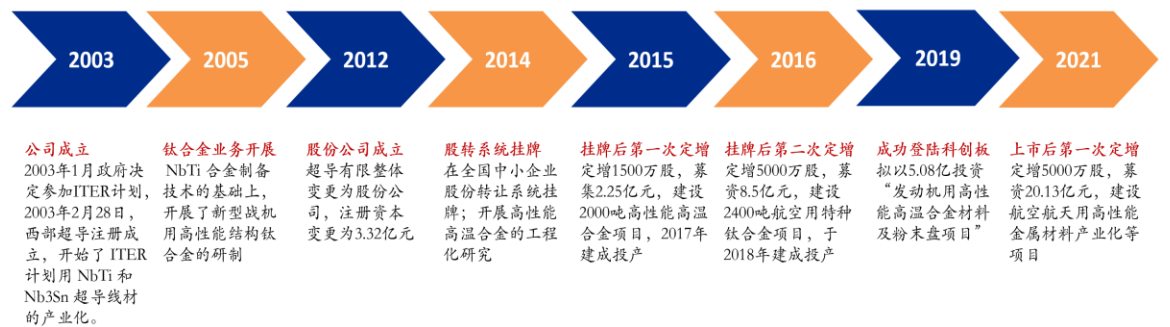 2003
2005
2012
2014
2015
2016
2019
2021
公司成立
2003年1月政府决
定参加ITER计划，
2003年2月28日，
西部超导注册成
立，开始了 ITER
计划用 NbTi 和
Nb3Sn 超导线材
的产业化。
钛合金业务开展
NbTi 合金制备
技术的基础上，
开展了新型战机
用高性能结构钛
合金的研制
股份公司成立
超导有限整体
变更为股份公
司，注册资本
变更为3.32亿元
股转系统挂牌
在全国中小企业
股份转让系统挂
牌；开展高性能
高温合金的工程
化研究
挂牌后第一次定增
定增1500万股，募
集2.25亿元，建设
2000吨高性能高温
合金项目，2017年
建成投产
挂牌后第二次定增
定增5000万股，募
资8.5亿元，建设
2400吨航空用特种
钛合金项目，于
2018年建成投产
成功登陆科创板
拟以5.08亿投资
“发动机用高性
能高温合金材料
及粉末盘项目”
上市后第一次定增
定增5000万股，募
资20.13亿元，建设
航空航天用高性能
金属材料产业化等
项目